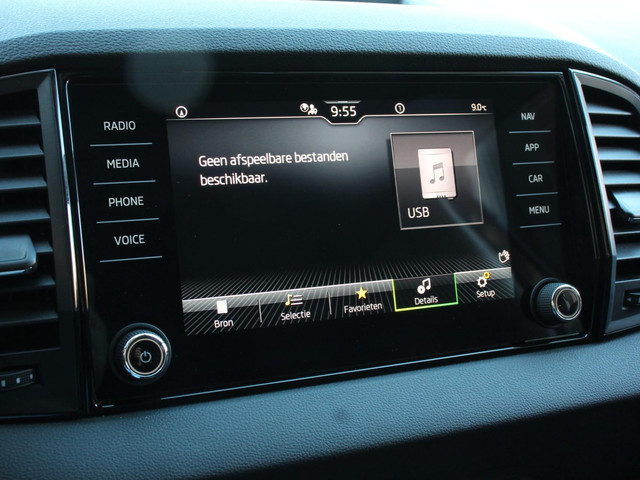 9:55
1
9.0°C
RADIO
MEDIA
PHONE
VOICE
Geen afspeelbare bestanden
beschikbaar.
USB
NAV
APP
CAR
MENU
Bron
Selectie
Favorieten
Details
Setup